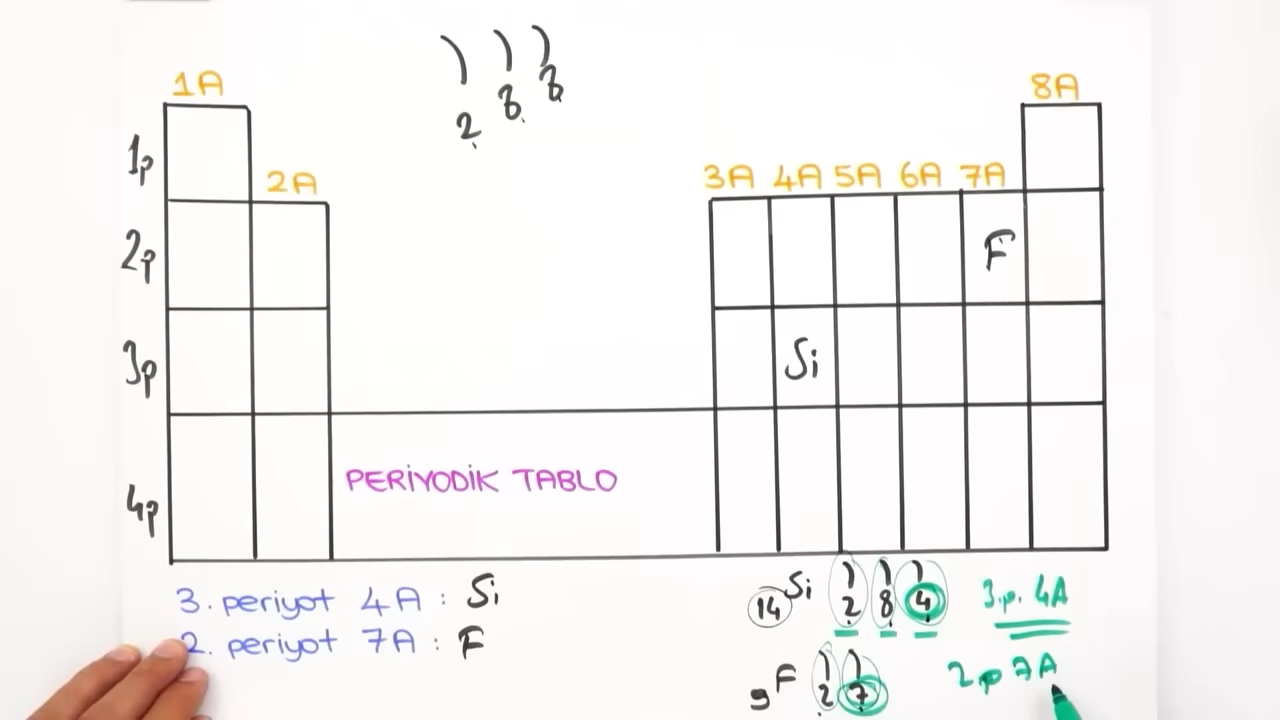 ) ) )
2 8 8
1A 8A
2A 3A 4A 5A 6A 7A
1p
2p F
3p Si
4p PERİYODİK TABLO
3. periyot 4A : Si
2. periyot 7A : F
14 Si ) ) ) 3.p. 4A
2 8 4
9 F ) ) 2p 7A
2 7